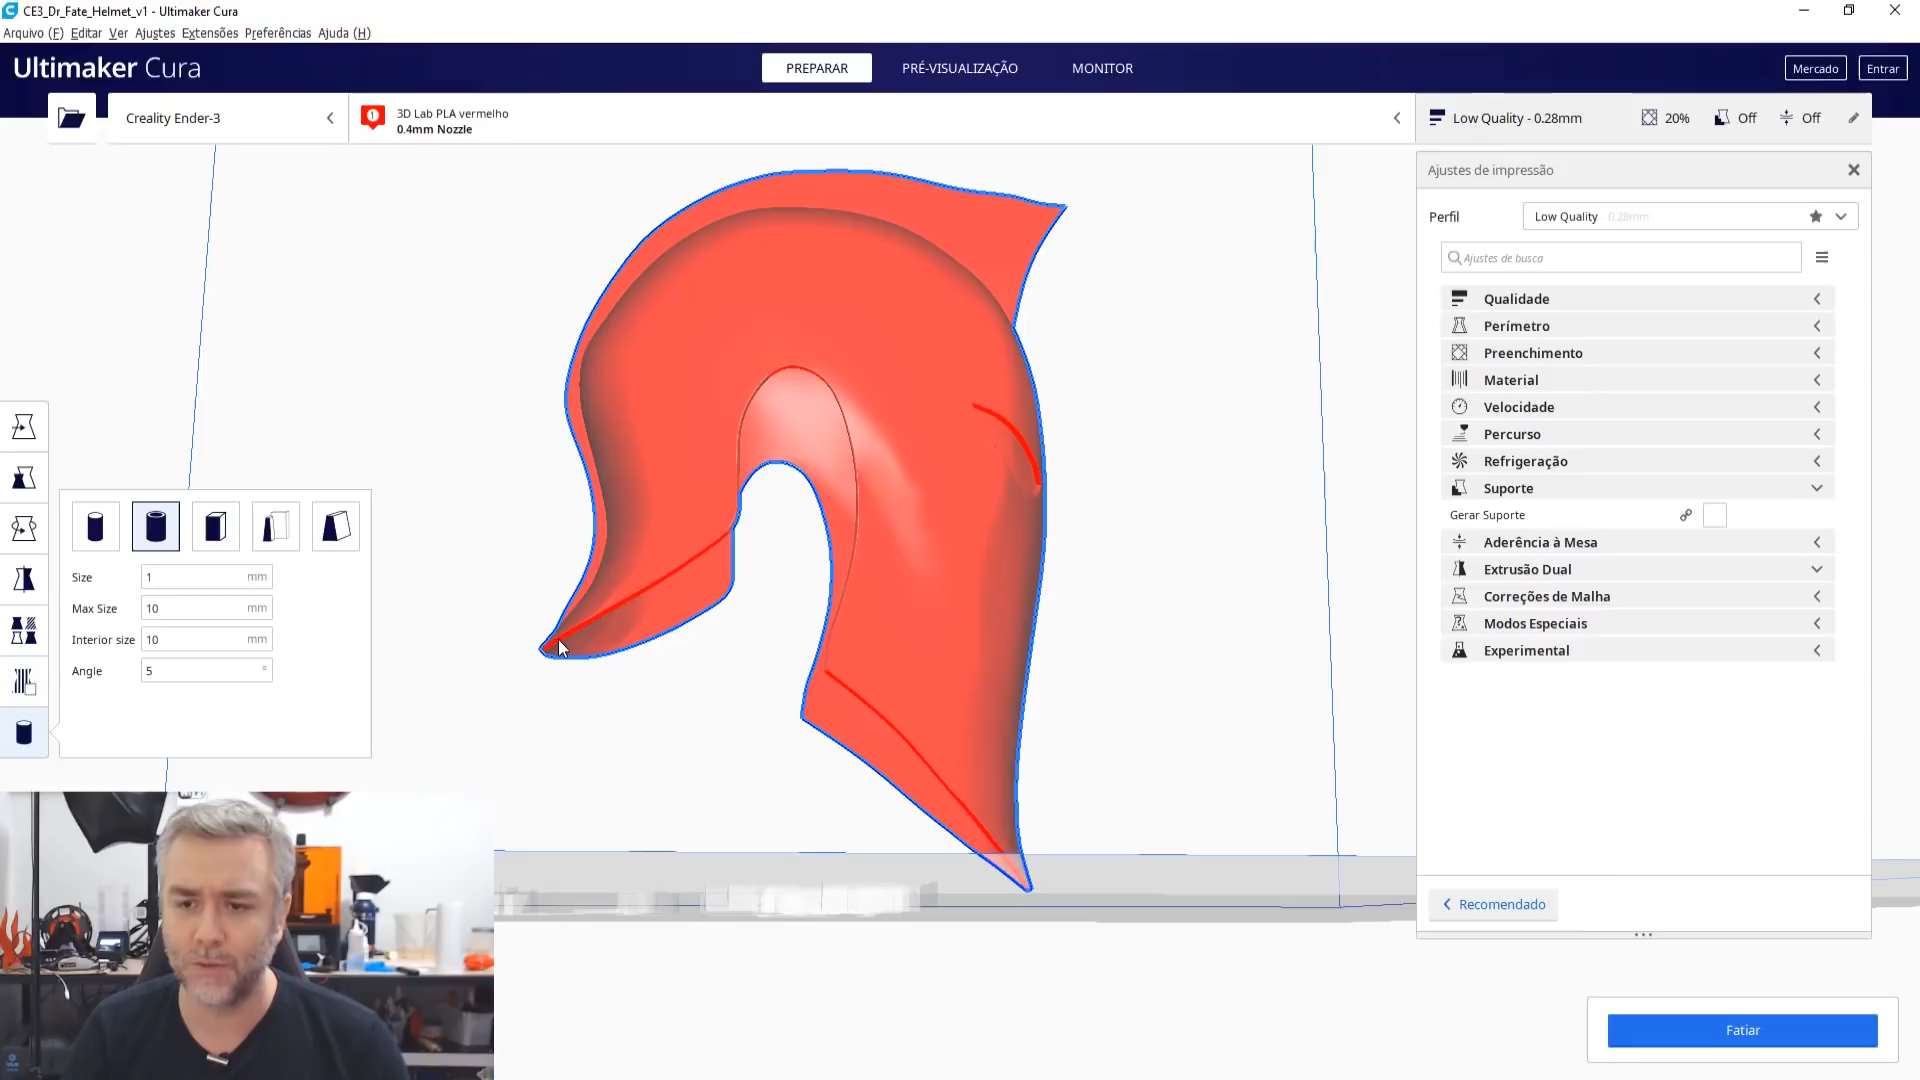 CE3_Dr_Fate_Helmet_v1 - Ultimaker Cura
Arquivo (F) Editar Ver Ajustes Extensões Preferências Ajuda (H)
Ultimaker Cura
PREPARAR
PRÉ-VISUALIZAÇÃO
MONITOR
Mercado
Entrar
Creality Ender-3
1
3D Lab PLA vermelho
0.4mm Nozzle
Low Quality - 0.28mm
20%
Off
Off
Ajustes de impressão
Perfil
Low Quality - 0.28mm
Ajustes de busca
Qualidade
Perímetro
Preenchimento
Material
Velocidade
Percurso
Refrigeração
Suporte
Gerar Suporte
Aderência à Mesa
Extrusão Dual
Correções de Malha
Modos Especiais
Experimental
Recomendado
Fatiar
Size 1 mm
Max Size 10 mm
Interior size 10 mm
Angle 5 °